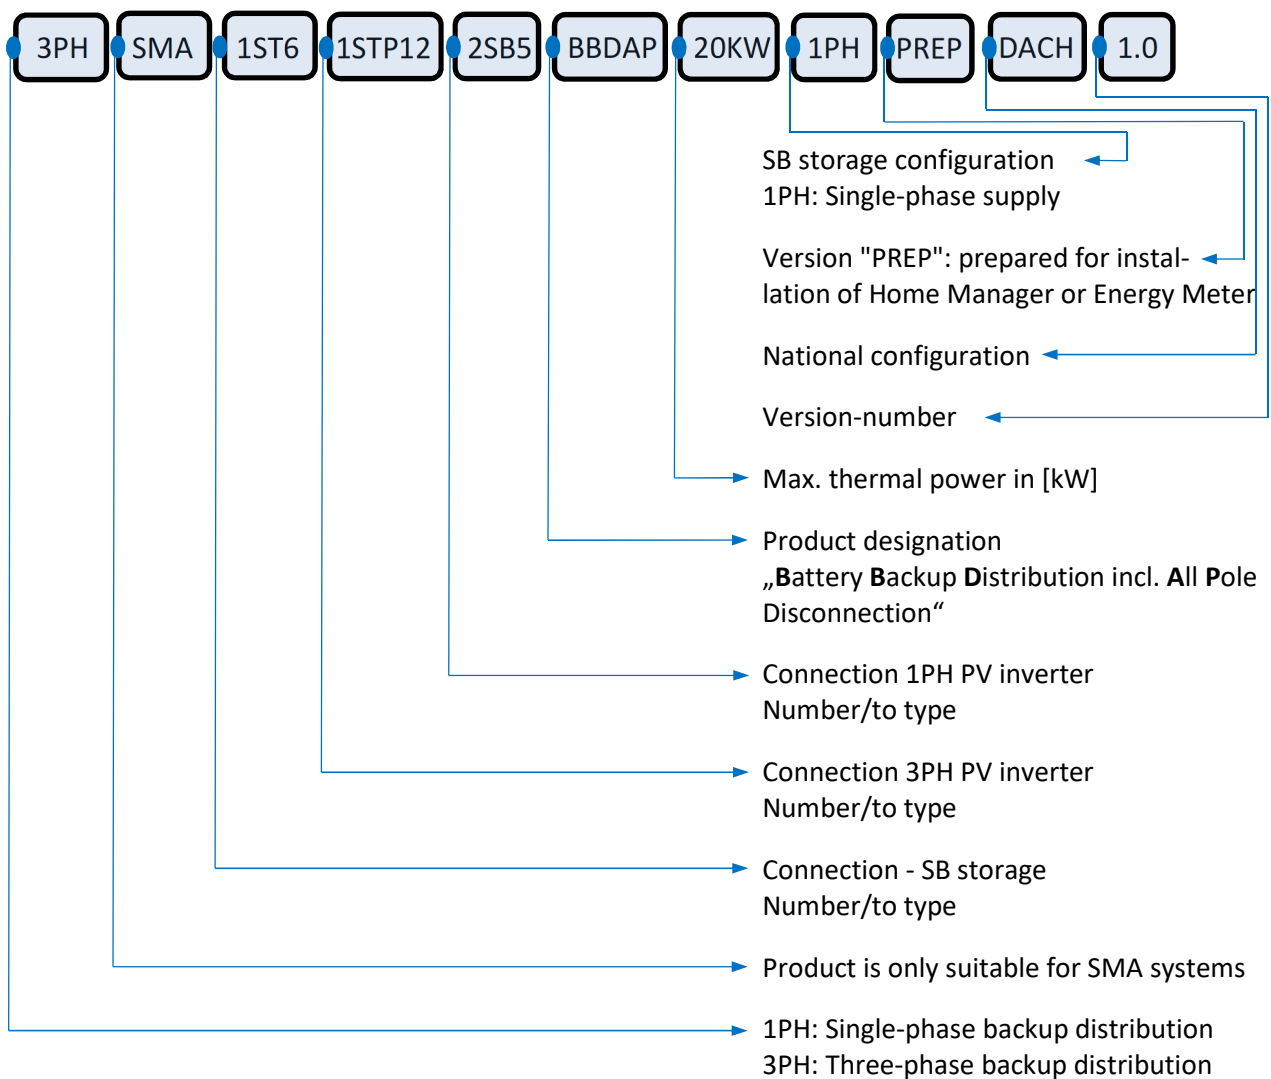 3PH SMA 1ST6 1STP12 2SB5 BBDAP 20KW 1PH PREP DACH 1.0
SB storage configuration
1PH: Single-phase supply
Version "PREP": prepared for instal-
lation of Home Manager or Energy Meter
National configuration
Version-number
Max. thermal power in [kW]
Product designation
„Battery Backup Distribution incl. All Pole
Disconnection“
Connection 1PH PV inverter
Number/to type
Connection 3PH PV inverter
Number/to type
Connection - SB storage
Number/to type
Product is only suitable for SMA systems
1PH: Single-phase backup distribution
3PH: Three-phase backup distribution